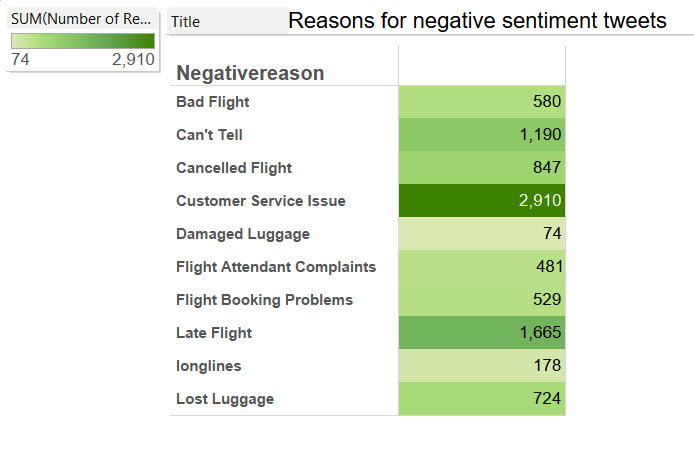 SUM(Number of Re...
74 2,910
Title Reasons for negative sentiment tweets
Negativereason
Bad Flight 580
Can't Tell 1,190
Cancelled Flight 847
Customer Service Issue 2,910
Damaged Luggage 74
Flight Attendant Complaints 481
Flight Booking Problems 529
Late Flight 1,665
longlines 178
Lost Luggage 724